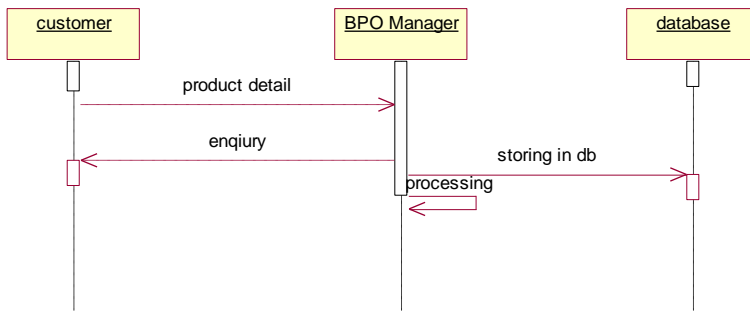 customer
BPO Manager
database
product detail
enqiury
storing in db
processing